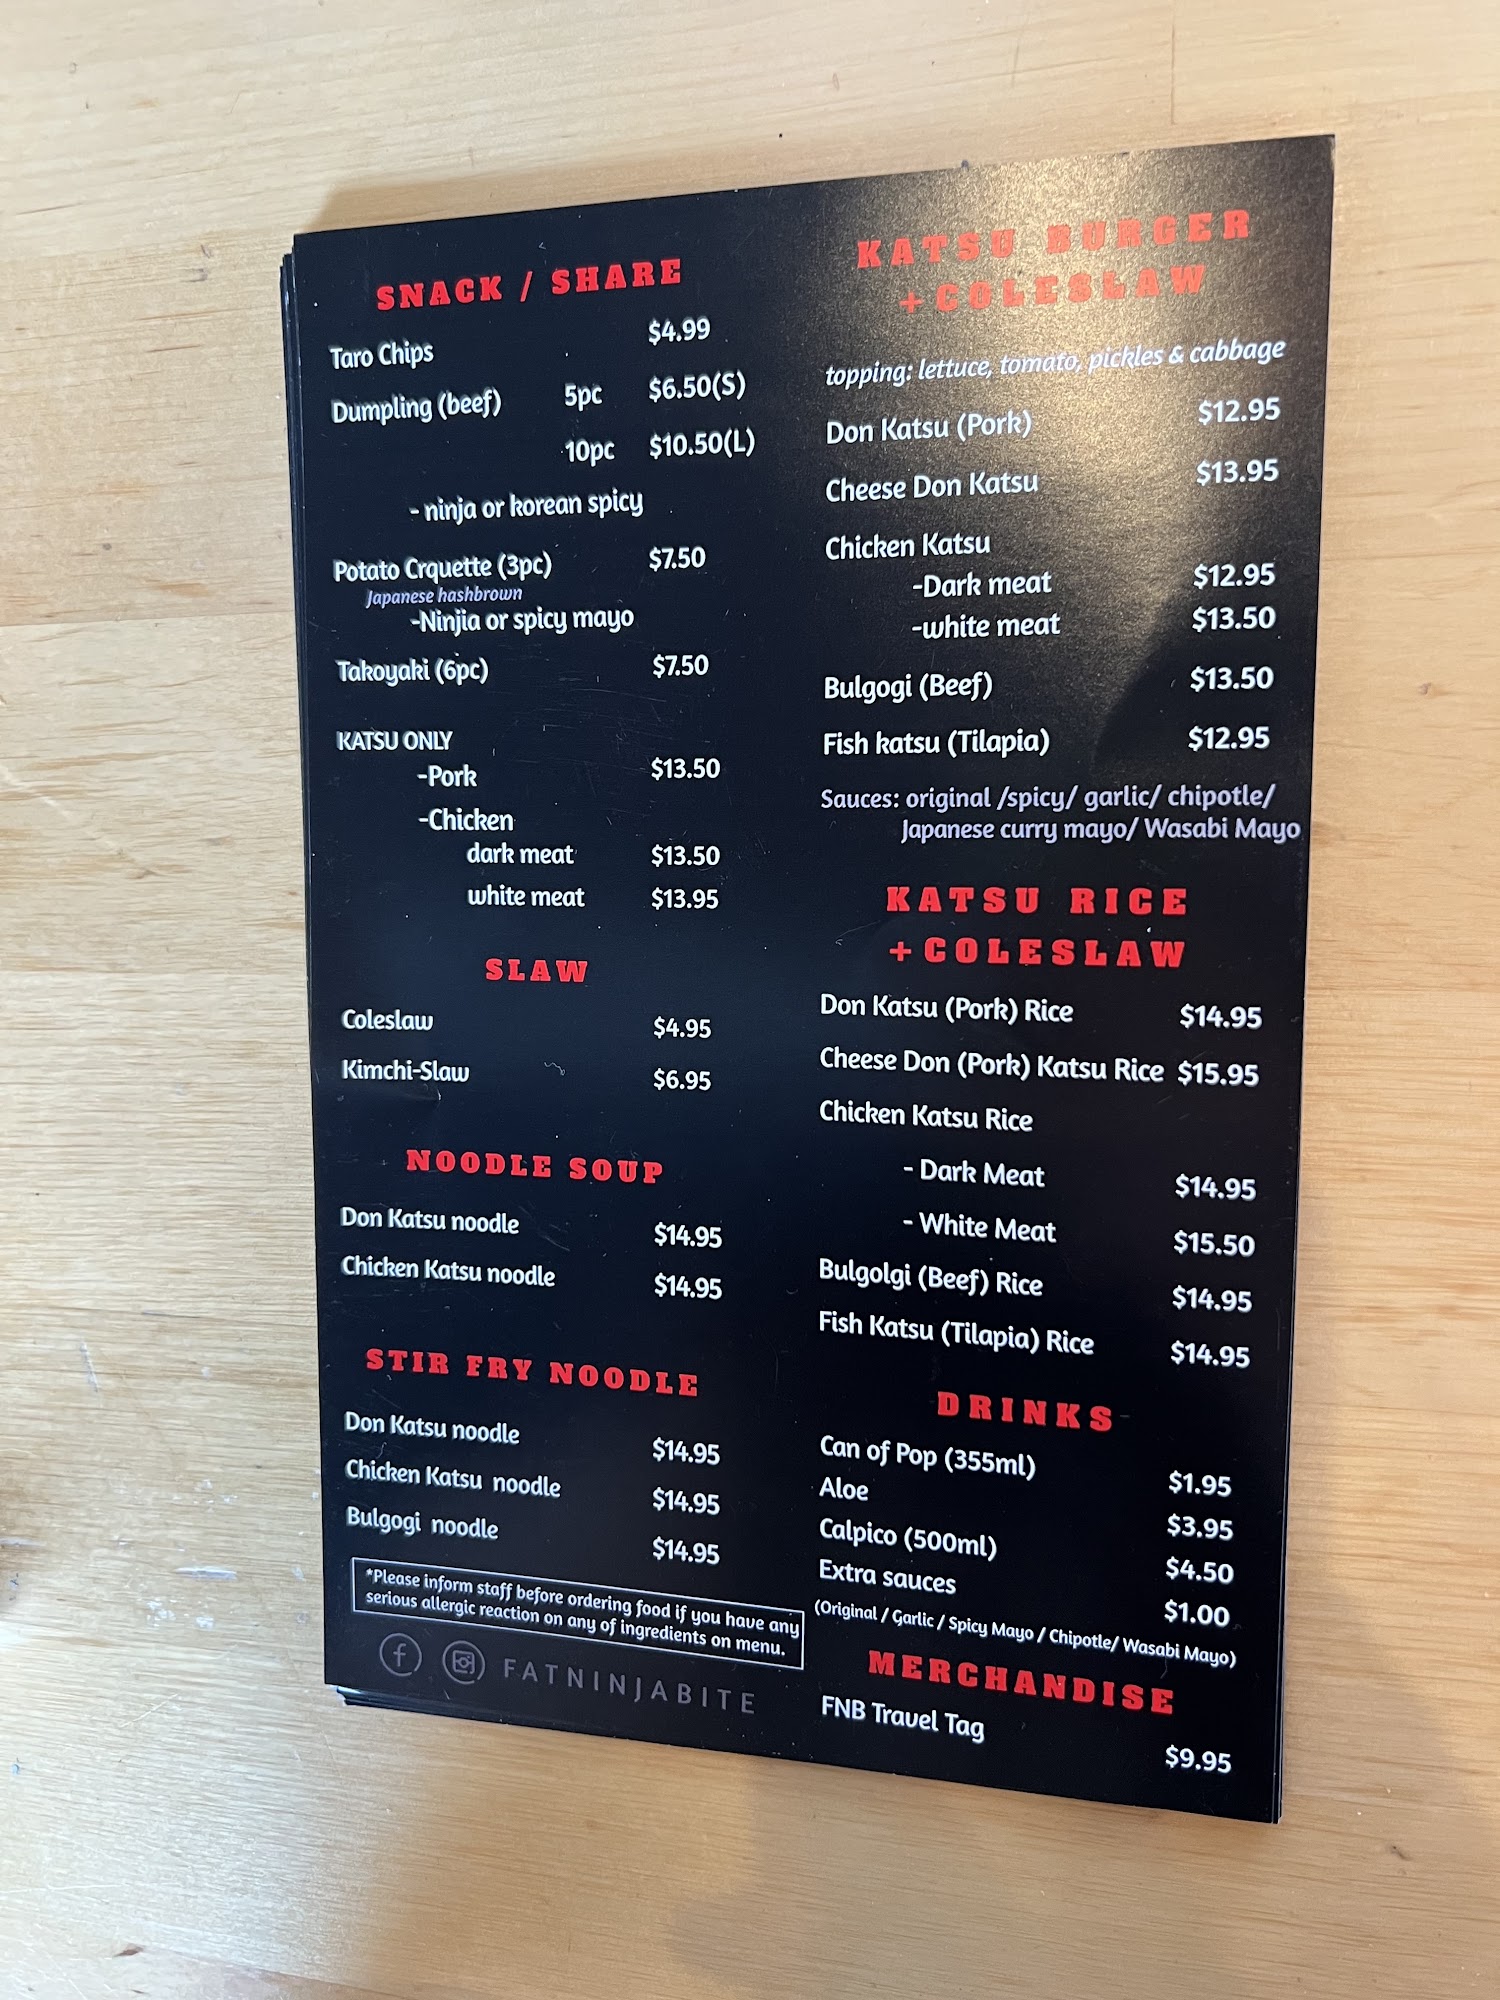 SNACK / SHARE
Taro Chips $4.99
Dumpling (beef) 5pc $6.50(S)
10pc $10.50(L)
- ninja or korean spicy
Potato Crquette (3pc) $7.50
Japanese hashbrown
-Ninjia or spicy mayo
Takoyaki (6pc) $7.50
KATSU ONLY
-Pork $13.50
-Chicken
dark meat $13.50
white meat $13.95
SLAW
Coleslaw $4.95
Kimchi-Slaw $6.95
NOODLE SOUP
Don Katsu noodle $14.95
Chicken Katsu noodle $14.95
STIR FRY NOODLE
Don Katsu noodle $14.95
Chicken Katsu noodle $14.95
Bulgogi noodle $14.95
*Please inform staff before ordering food if you have any
serious allergic reaction on any of ingredients on menu.
FATNINJABITE
KATSU BURGER
+ COLESLAW
topping: lettuce, tomato, pickles & cabbage
Don Katsu (Pork) $12.95
Cheese Don Katsu $13.95
Chicken Katsu
-Dark meat $12.95
-white meat $13.50
Bulgogi (Beef) $13.50
Fish katsu (Tilapia) $12.95
Sauces: original /spicy/ garlic/ chipotle/
Japanese curry mayo/ Wasabi Mayo
KATSU RICE
+ COLESLAW
Don Katsu (Pork) Rice $14.95
Cheese Don (Pork) Katsu Rice $15.95
Chicken Katsu Rice
- Dark Meat $14.95
- White Meat $15.50
Bulgolgi (Beef) Rice $14.95
Fish Katsu (Tilapia) Rice $14.95
DRINKS
Can of Pop (355ml) $1.95
Aloe $3.95
Calpico (500ml) $4.50
Extra sauces $1.00
(Original / Garlic / Spicy Mayo / Chipotle/ Wasabi Mayo)
MERCHANDISE
FNB Travel Tag $9.95